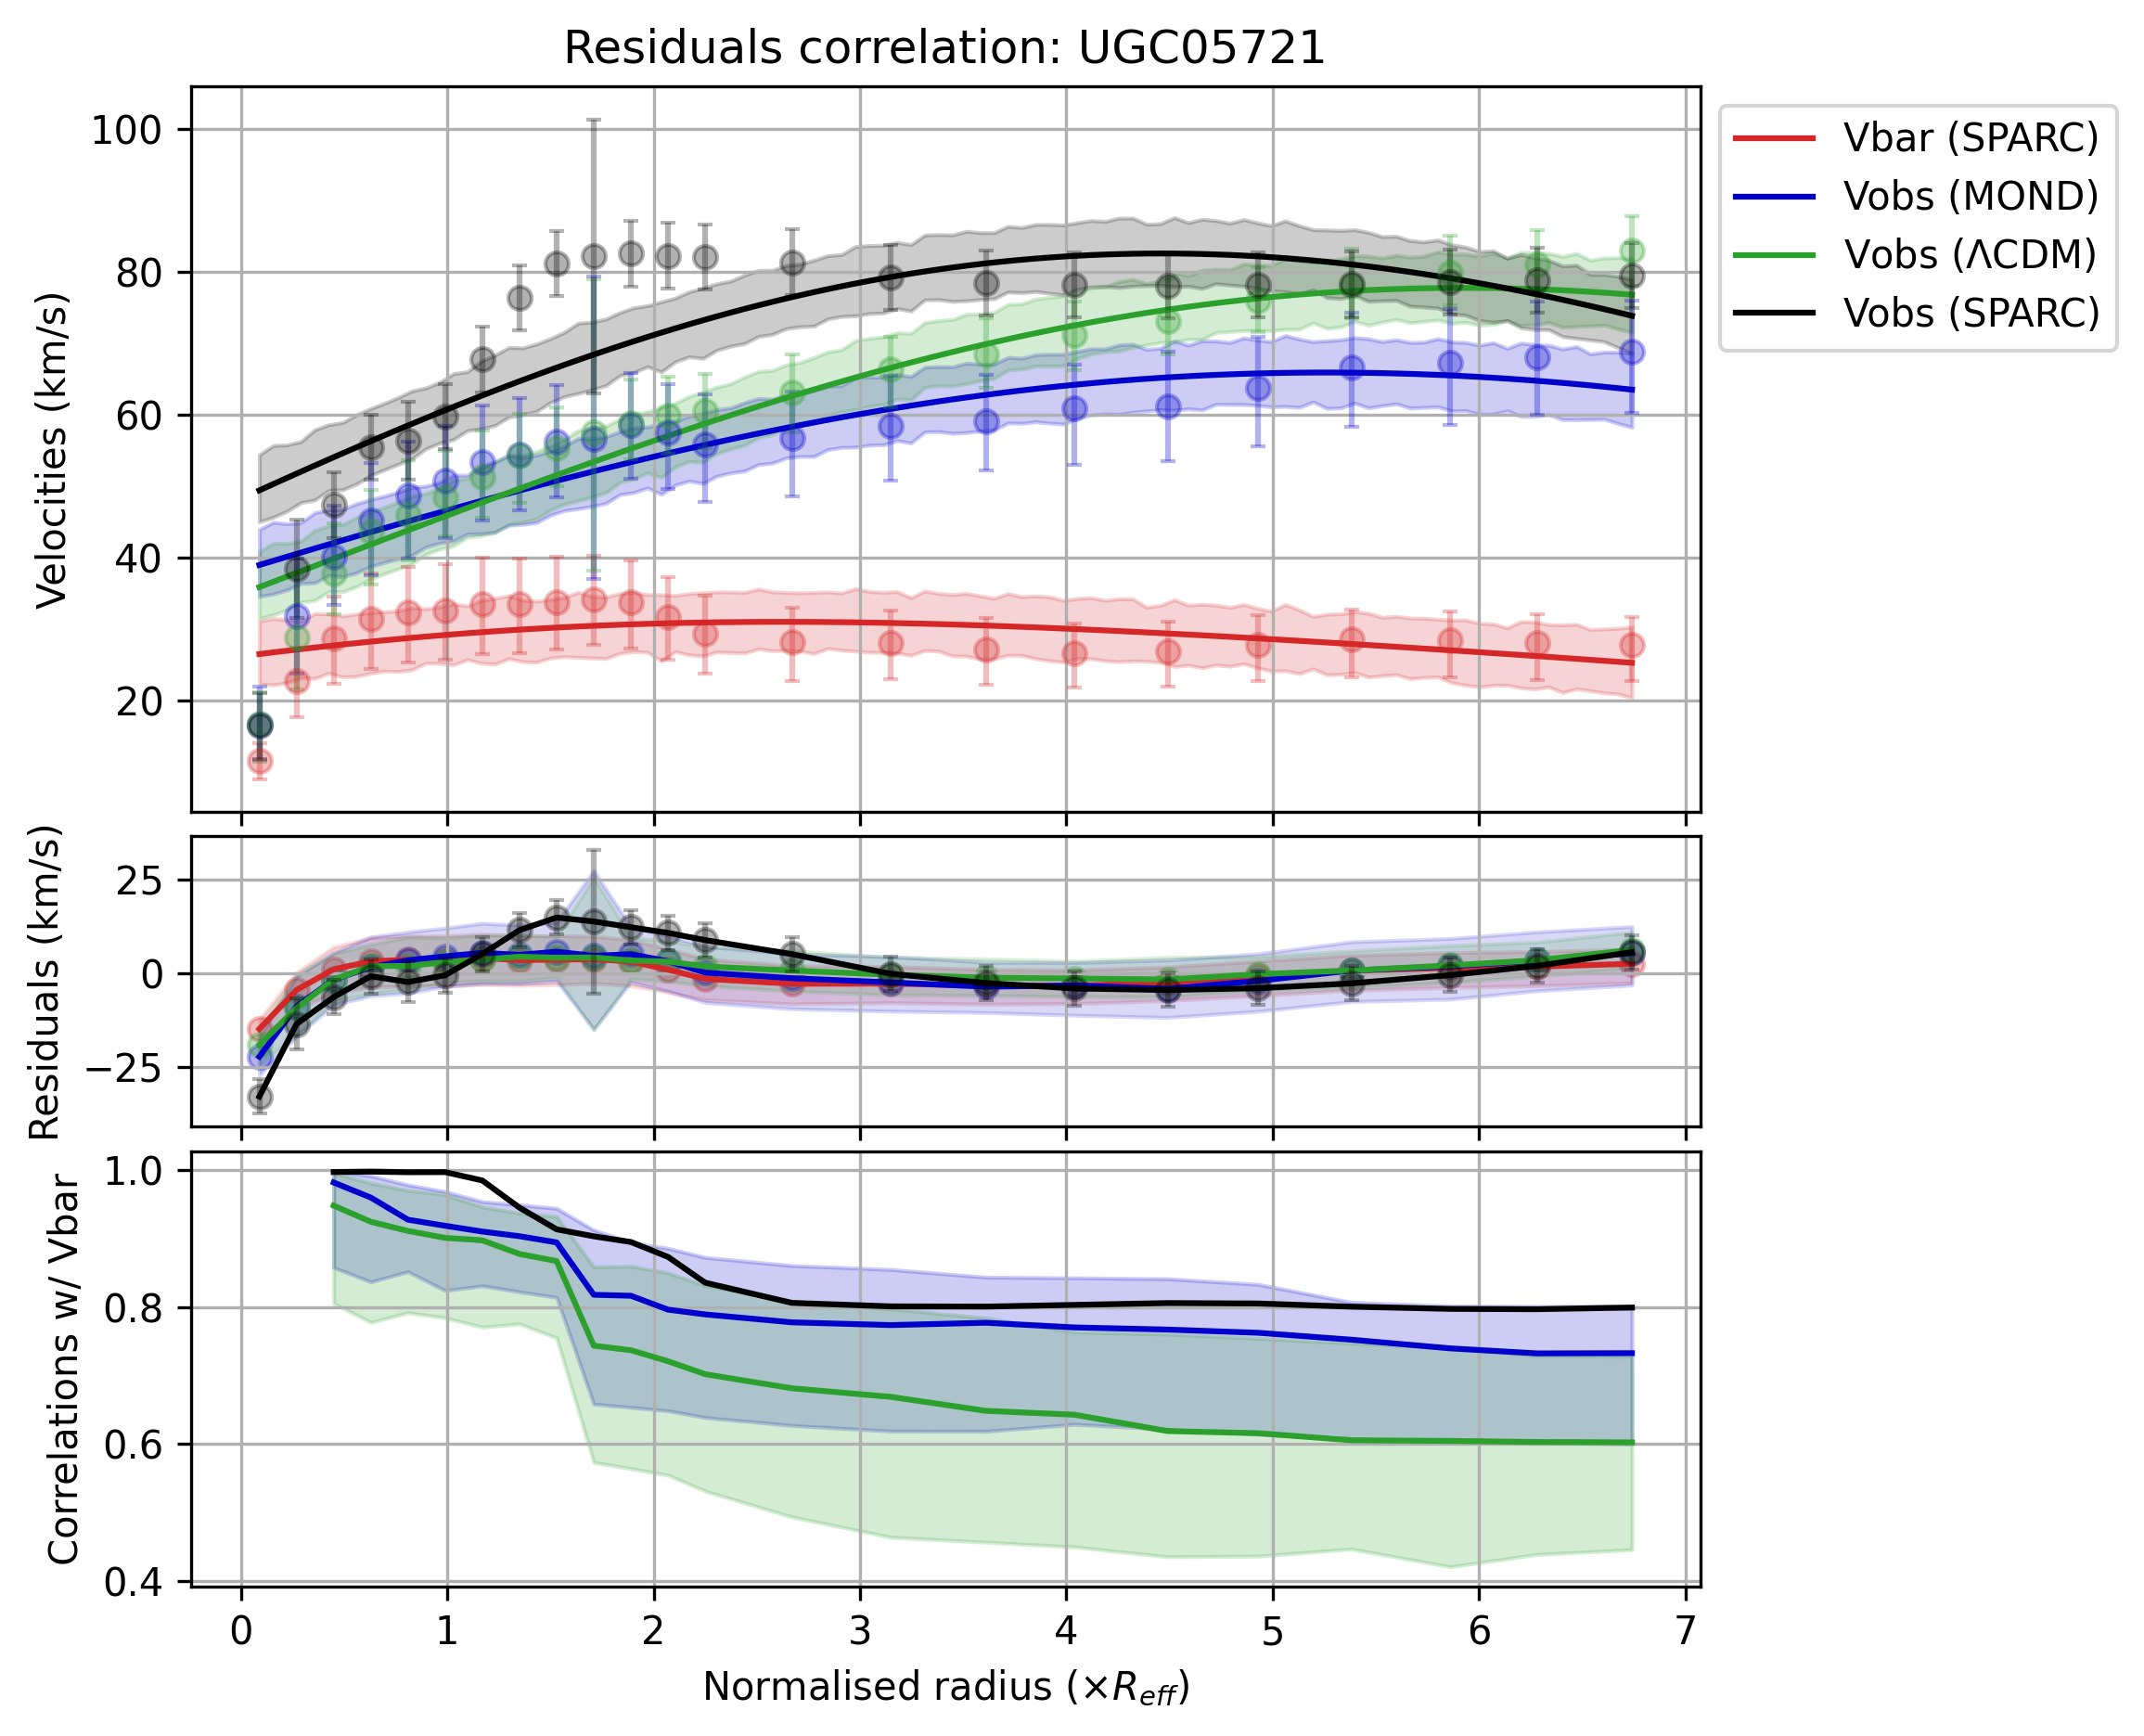 Residuals correlation: UGC05721
Velocities (km/s)
100
80
60
40
20
Vbar (SPARC)
Vobs (MOND)
Vobs (ΛCDM)
Vobs (SPARC)
Residuals (km/s)
25
0
−25
Correlations w/ Vbar
1.0
0.8
0.6
0.4
0 1 2 3 4 5 6 7
Normalised radius (×R_eff)